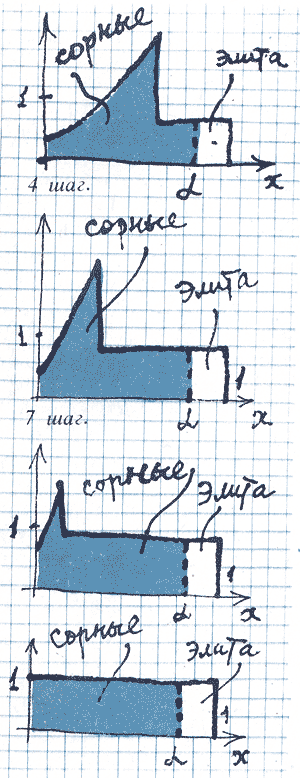 сорные
элита
1
α x
4 шаг.
сорные
элита
1
1
α x
7 шаг.
сорные элита
1
1
α x
сорные
элита
1
1
α x